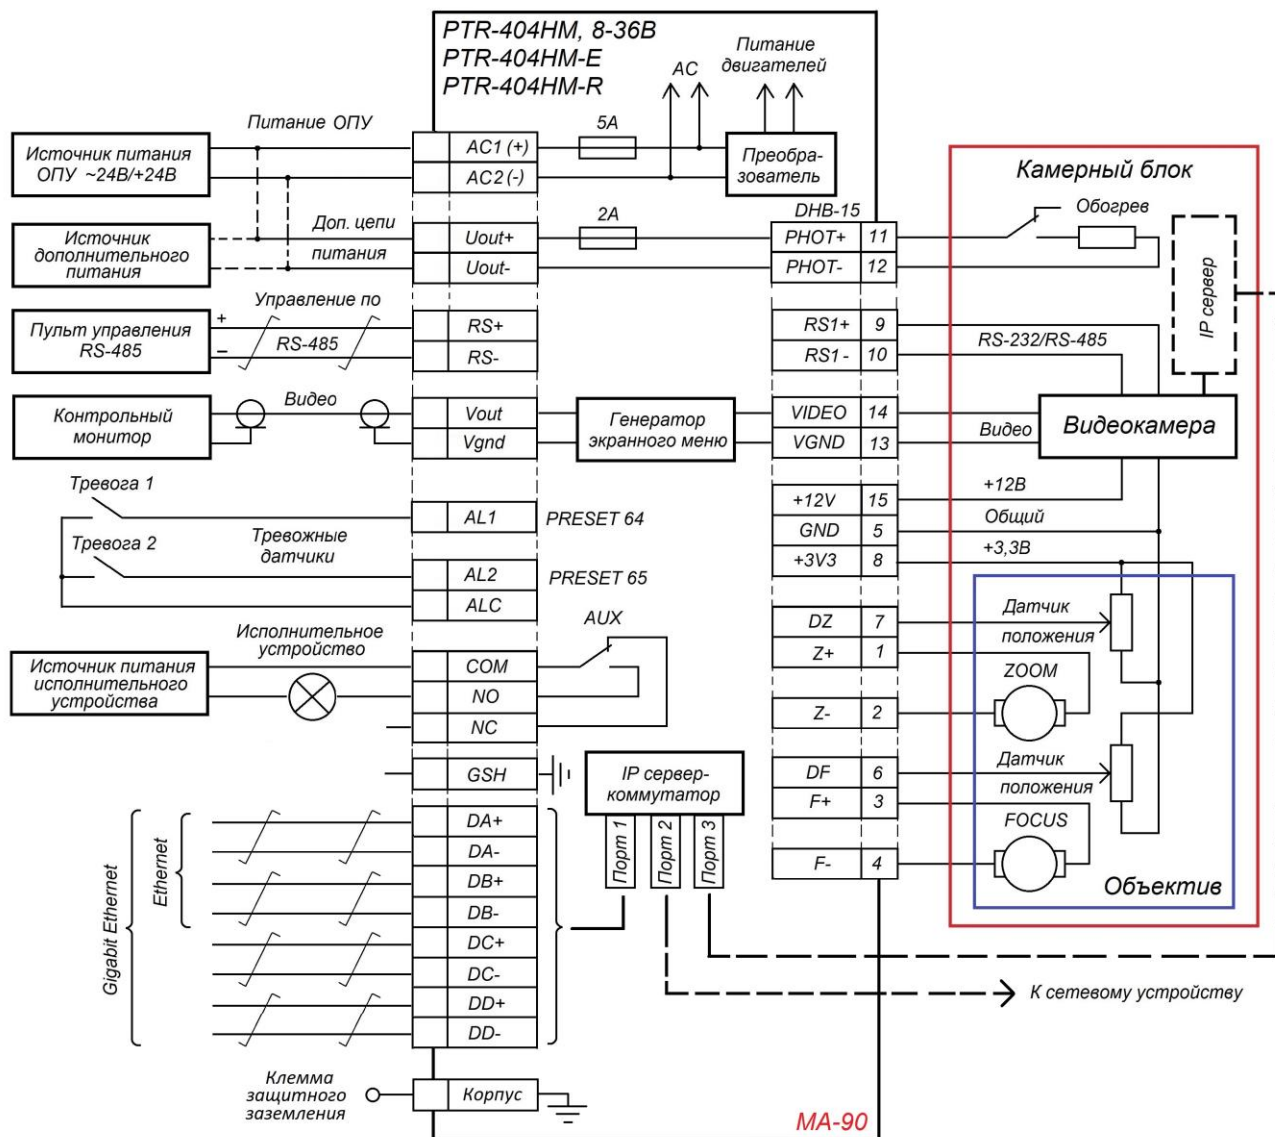 PTR-404HM, 8-36В
PTR-404HM-E
PTR-404HM-R
AC
Питание
двигателей
Питание ОПУ
Источник питания
ОПУ ~24В/+24В
AC1 (+)
AC2 (-)
5А
Преобра-
зователь
Источник
дополнительного
питания
Доп. цепи
питания
Uout+
Uout-
2А
DHB-15
PHOT+ 11
PHOT- 12
Камерный блок
Обогрев
IP сервер
Пульт управления
RS-485
+
–
Управление по
RS-485
RS+
RS-
RS1+ 9
RS1- 10
RS-232/RS-485
Контрольный
монитор
Видео
Vout
Vgnd
Генератор
экранного меню
VIDEO 14
VGND 13
Видео
Видеокамера
Тревога 1
Тревога 2
Тревожные
датчики
AL1
PRESET 64
AL2
PRESET 65
ALC
+12V 15
GND 5
+3V3 8
+12В
Общий
+3,3В
Источник питания
исполнительного
устройства
Исполнительное
устройство
COM
NO
NC
AUX
DZ 7
Z+ 1
Z- 2
Датчик
положения
ZOOM
GSH
IP сервер-
коммутатор
Порт 1
Порт 2
Порт 3
DF 6
F+ 3
F- 4
Датчик
положения
FOCUS
Объектив
Gigabit Ethernet
Ethernet
DA+
DA-
DB+
DB-
DC+
DC-
DD+
DD-
К сетевому устройству
Клемма
защитного
заземления
Корпус
МА-90